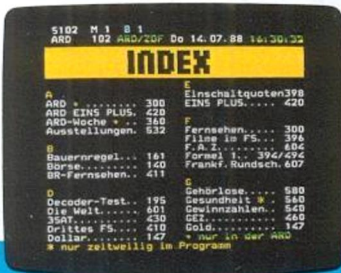 S102 M 1 B 1
ARD 102 ARD/ZDF Do 14.07.88 16:30:32
INDEX
A
ARD * ........ 300
ARD EINS PLUS. 420
ARD-Woche * .. 360
Ausstellungen. 532
B
Bauernregel... 161
Börse......... 140
BR-Fernsehen.. 411
D
Decoder-Test.. 195
Die Welt...... 601
3SAT.......... 430
Drittes FS.... 410
Dollar........ 147
E
Einschaltquoten398
EINS PLUS..... 420
F
Fernsehen..... 300
Filme im FS... 396
F.A.Z......... 604
Formel 1.. 394/494
Frankf.Rundsch.607
G
Gehörlose..... 580
Gesundheit * . 560
Gewinnzahlen.. 540
GEZ........... 460
Gold.......... 147
* nur in der ARD
* nur zeitweilig im Programm